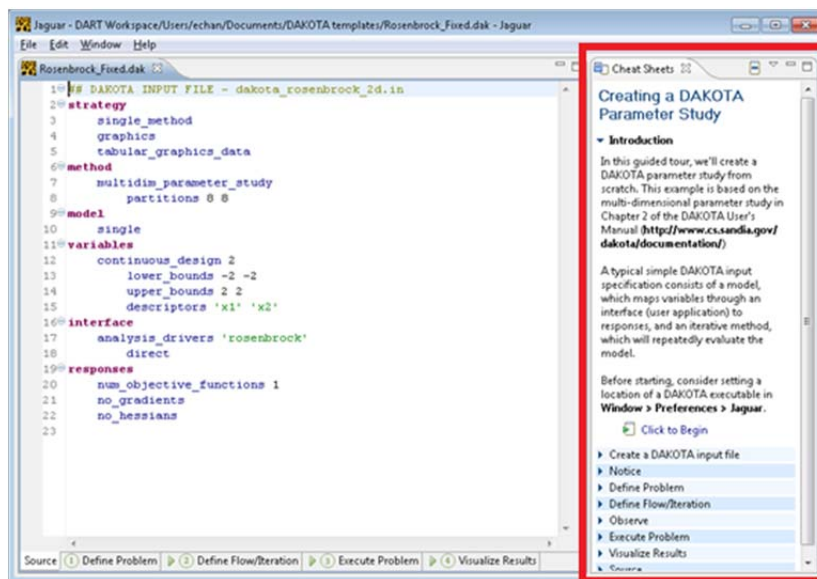 Jaguar - DART Workspace/Users/echan/Documents/DAKOTA templates/Rosenbrock_Fixed.dak - Jaguar
File Edit Window Help
Rosenbrock_Fixed.dak
1 ## DAKOTA INPUT FILE - dakota_rosenbrock_2d.in
2 strategy
3 single_method
4 graphics
5 tabular_graphics_data
6 method
7 multidim_parameter_study
8 partitions 8 8
9 model
10 single
11 variables
12 continuous_design 2
13 lower_bounds -2 -2
14 upper_bounds 2 2
15 descriptors 'x1' 'x2'
16 interface
17 analysis_drivers 'rosenbrock'
18 direct
19 responses
20 num_objective_functions 1
21 no_gradients
22 no_hessians
23
Source 1 Define Problem 2 Define Flow/Iteration 3 Execute Problem 4 Visualize Results
Cheat Sheets
Creating a DAKOTA
Parameter Study
Introduction
In this guided tour, we'll create a
DAKOTA parameter study from
scratch. This example is based on the
multi-dimensional parameter study in
Chapter 2 of the DAKOTA User's
Manual (http://www.cs.sandia.gov/
dakota/documentation/)
A typical simple DAKOTA input
specification consists of a model,
which maps variables through an
interface (user application) to
responses, and an iterative method,
which will repeatedly evaluate the
model.
Before starting, consider setting a
location of a DAKOTA executable in
Window > Preferences > Jaguar.
Click to Begin
Create a DAKOTA input file
Notice
Define Problem
Define Flow/Iteration
Observe
Execute Problem
Visualize Results
Source